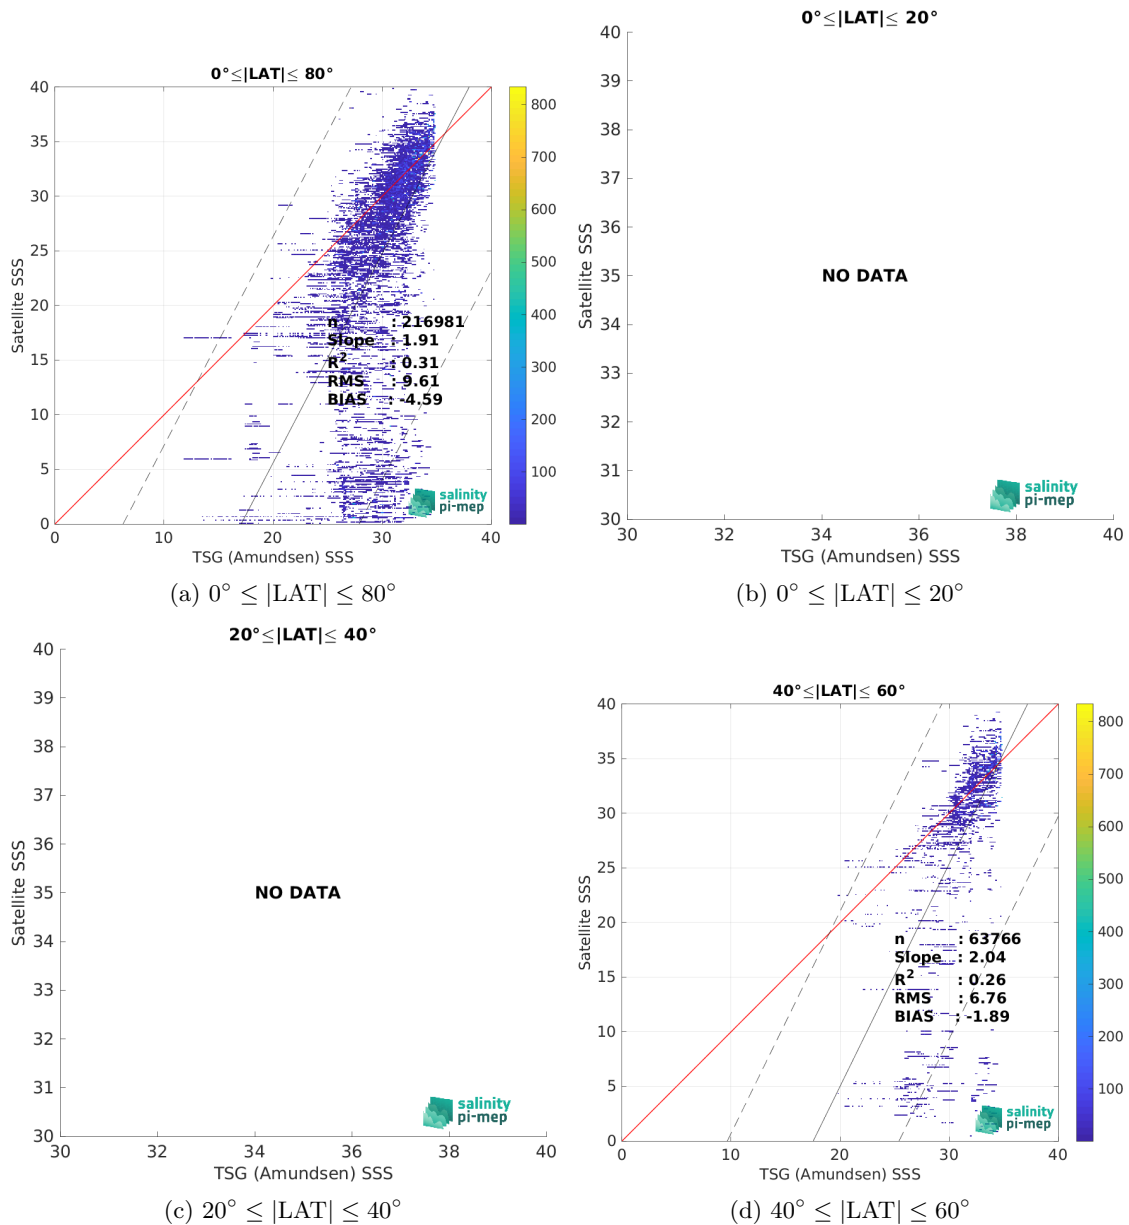 0°≤|LAT|≤ 80°
40
35
30
25
20
15
10
5
0
0
10
20
30
40
Satellite SSS
TSG (Amundsen) SSS
n : 216981
Slope : 1.91
R² : 0.31
RMS : 9.61
BIAS : -4.59
800
700
600
500
400
300
200
100
salinity
pi-mep
(a) 0° ≤ |LAT| ≤ 80°
0°≤|LAT|≤ 20°
40
39
38
37
36
35
34
33
32
31
30
30
32
34
36
38
40
Satellite SSS
TSG (Amundsen) SSS
NO DATA
salinity
pi-mep
(b) 0° ≤ |LAT| ≤ 20°
20°≤|LAT|≤ 40°
40
39
38
37
36
35
34
33
32
31
30
30
32
34
36
38
40
Satellite SSS
TSG (Amundsen) SSS
NO DATA
salinity
pi-mep
(c) 20° ≤ |LAT| ≤ 40°
40°≤|LAT|≤ 60°
40
35
30
25
20
15
10
5
0
0
10
20
30
40
Satellite SSS
TSG (Amundsen) SSS
n : 63766
Slope : 2.04
R² : 0.26
RMS : 6.76
BIAS : -1.89
800
700
600
500
400
300
200
100
salinity
pi-mep
(d) 40° ≤ |LAT| ≤ 60°